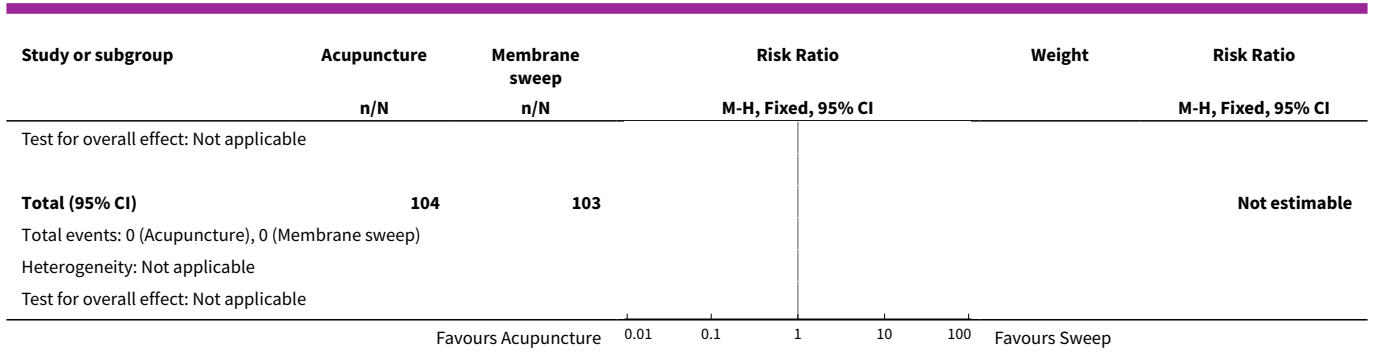 Study or subgroup Acupuncture Membrane sweep Risk Ratio Weight Risk Ratio
n/N n/N M-H, Fixed, 95% CI M-H, Fixed, 95% CI
Test for overall effect: Not applicable
Total (95% CI) 104 103 Not estimable
Total events: 0 (Acupuncture), 0 (Membrane sweep)
Heterogeneity: Not applicable
Test for overall effect: Not applicable
Favours Acupuncture 0.01 0.1 1 10 100 Favours Sweep